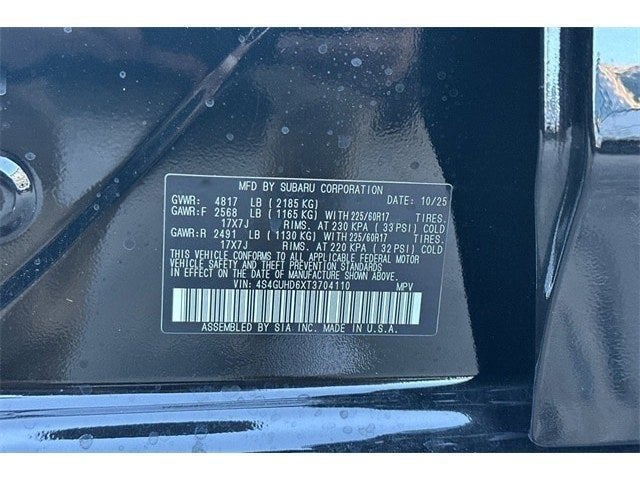 MFD BY SUBARU CORPORATION
GVWR: 4817 LB ( 2185 KG) DATE: 10/25
GAWR:F 2568 LB ( 1165 KG) WITH 225/60R17 TIRES.
17X7J RIMS. AT 230 KPA ( 33 PSI) COLD
GAWR:R 2491 LB ( 1130 KG) WITH 225/60R17 TIRES.
17X7J RIMS. AT 220 KPA ( 32 PSI) COLD
THIS VEHICLE CONFORMS TO ALL APPLICABLE FEDERAL MOTOR
VEHICLE SAFETY AND BUMPER STANDARDS IN EFFECT ON THE
DATE OF MANUFACTURE SHOWN ABOVE.
VIN: 4S4GUHD6XT3704110 MPV
ASSEMBLED BY SIA INC. MADE IN U.S.A.